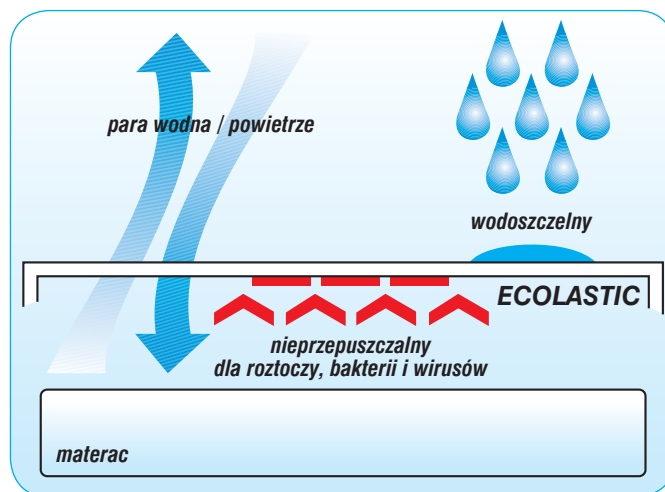 para wodna / powietrze
wodoszczelny
ECOLASTIC
nieprzepuszczalny
dla roztoczy, bakterii i wirusów
materac